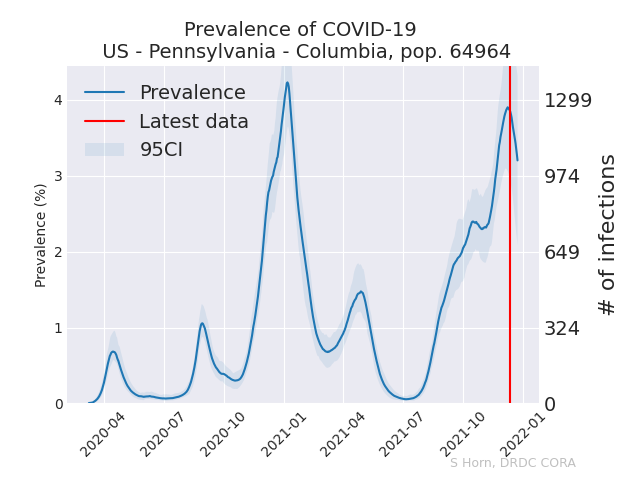 Prevalence of COVID-19
US - Pennsylvania - Columbia, pop. 64964
Prevalence
Latest data
95CI
Prevalence (%)
4
3
2
1
0
1299
974
649
324
0
# of infections
2020-04
2020-07
2020-10
2021-01
2021-04
2021-07
2021-10
2022-01
S Horn, DRDC CORA